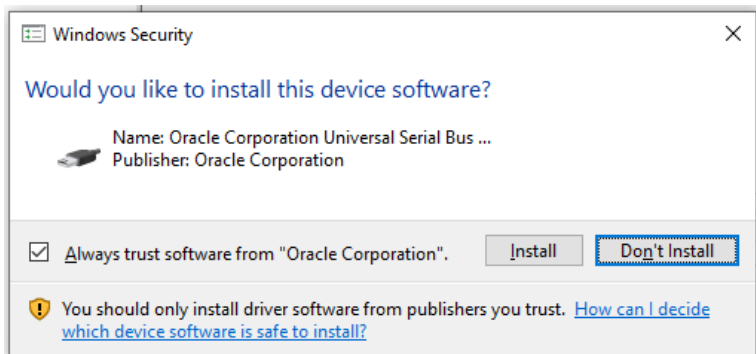 Windows Security
Would you like to install this device software?
Name: Oracle Corporation Universal Serial Bus ...
Publisher: Oracle Corporation
Always trust software from "Oracle Corporation".
Install
Don't Install
You should only install driver software from publishers you trust. How can I decide
which device software is safe to install?